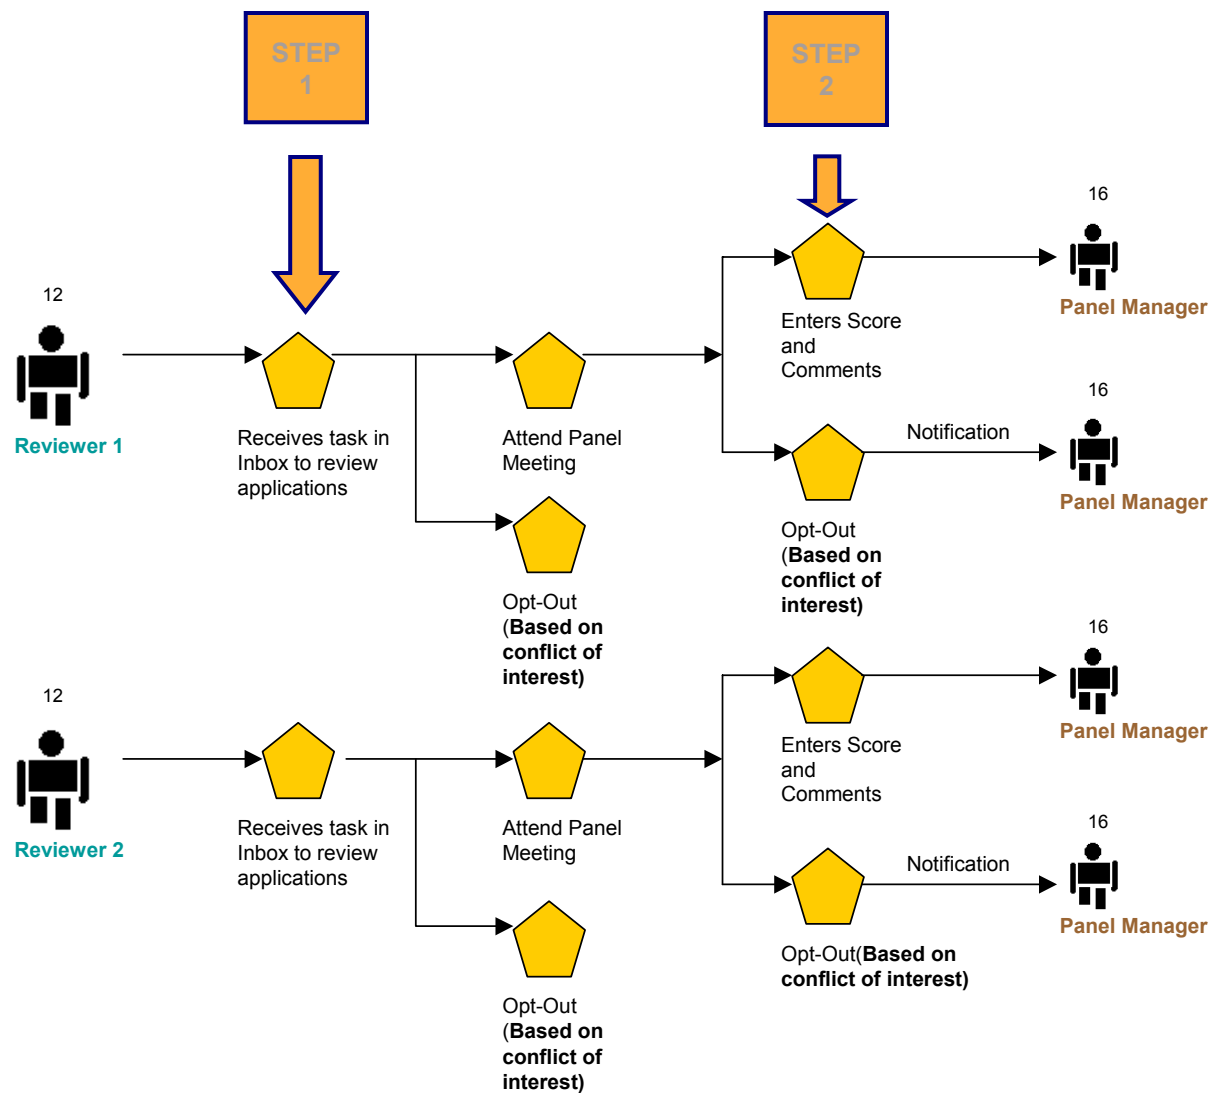 STEP
1
STEP
2
12
Reviewer 1
Receives task in
Inbox to review
applications
Attend Panel
Meeting
Opt-Out
(Based on
conflict of
interest)
Enters Score
and
Comments
16
Panel Manager
Opt-Out
(Based on
conflict of
interest)
Notification
16
Panel Manager
12
Reviewer 2
Receives task in
Inbox to review
applications
Attend Panel
Meeting
Opt-Out
(Based on
conflict of
interest)
Enters Score
and
Comments
16
Panel Manager
Opt-Out(Based on
conflict of interest)
Notification
16
Panel Manager